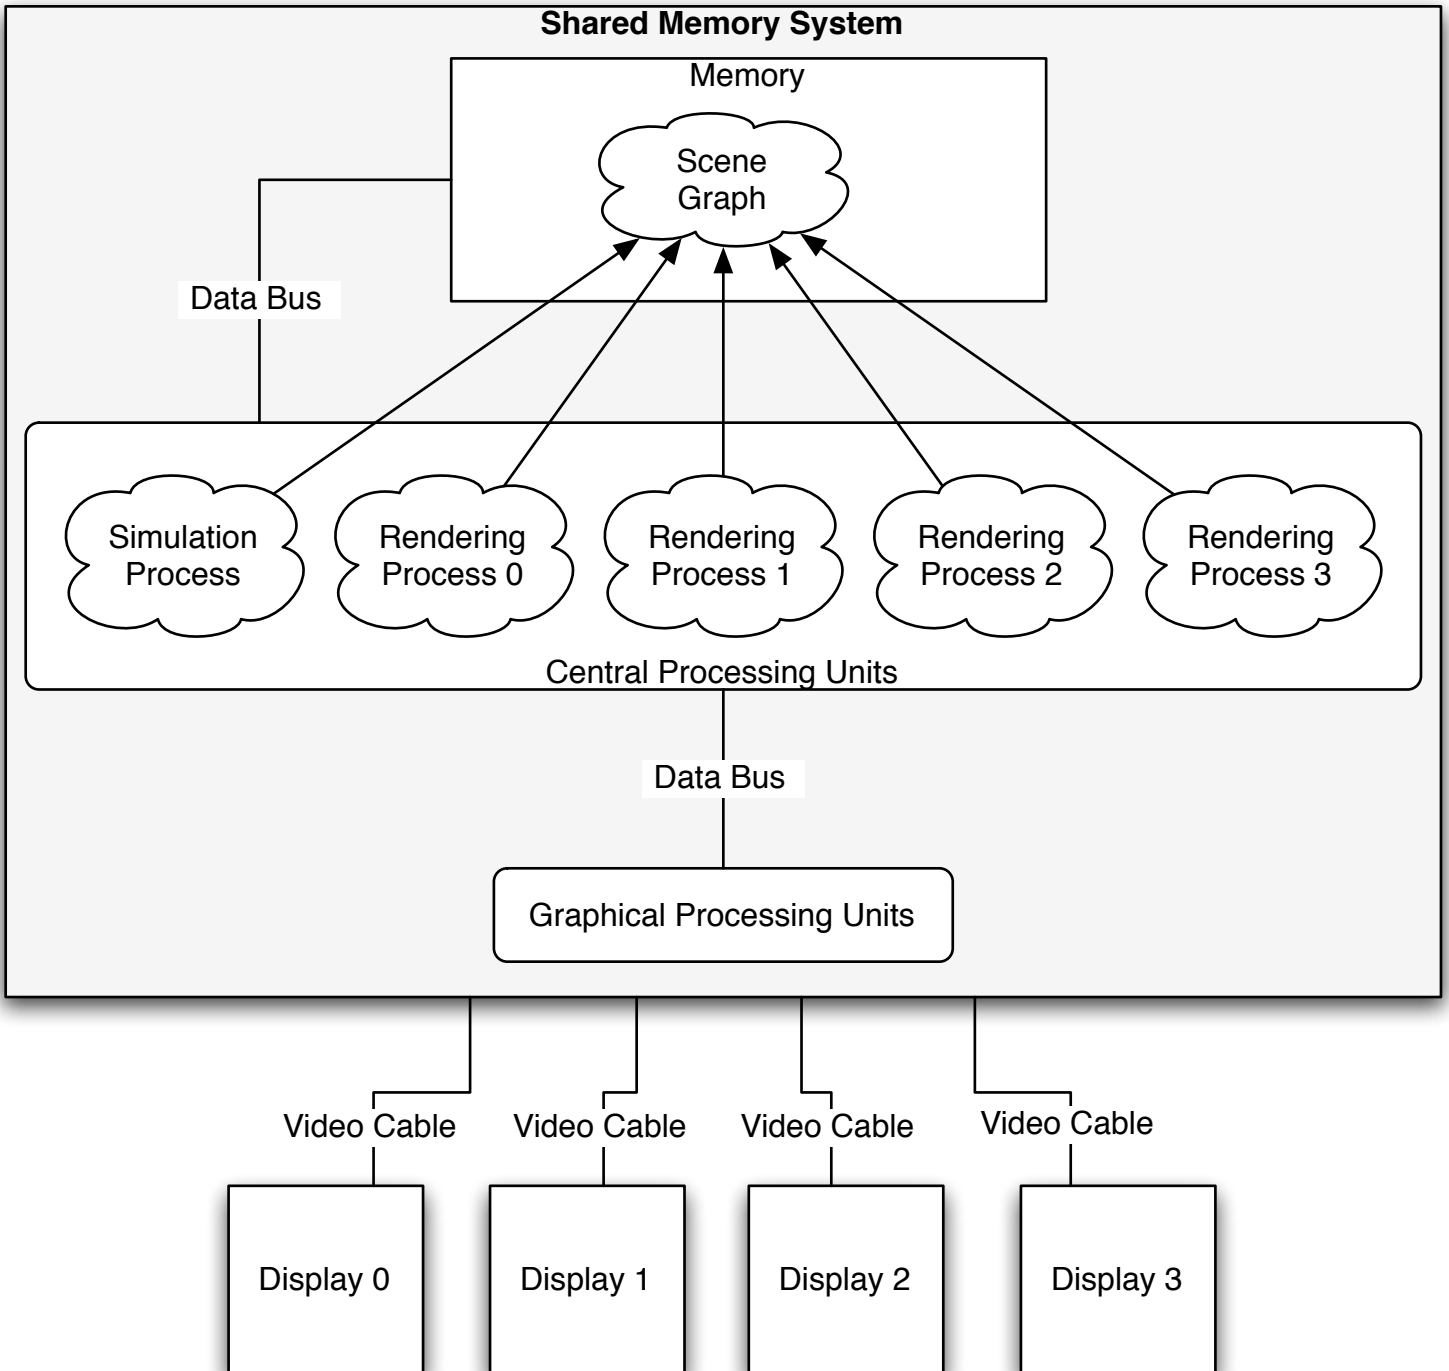 Shared Memory System
Memory
Scene
Graph
Data Bus
Simulation
Process
Rendering
Process 0
Rendering
Process 1
Rendering
Process 2
Rendering
Process 3
Central Processing Units
Data Bus
Graphical Processing Units
Video Cable
Video Cable
Video Cable
Video Cable
Display 0
Display 1
Display 2
Display 3